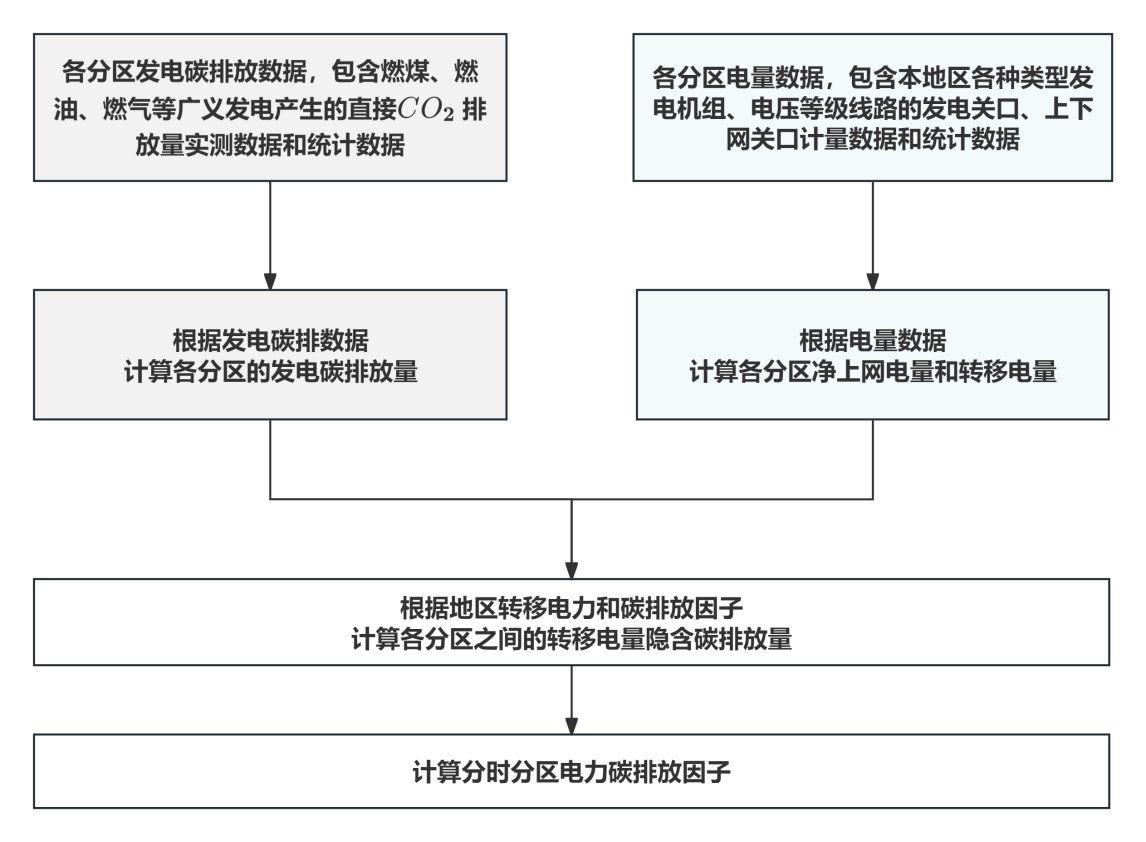 各分区发电碳排放数据，包含燃煤、燃
油、燃气等广义发电产生的直接CO₂ 排
放量实测数据和统计数据
各分区电量数据，包含本地区各种类型发
电机组、电压等级线路的发电关口、上下
网关口计量数据和统计数据
根据发电碳排数据
计算各分区的发电碳排放量
根据电量数据
计算各分区净上网电量和转移电量
根据地区转移电力和碳排放因子
计算各分区之间的转移电量隐含碳排放量
计算分时分区电力碳排放因子